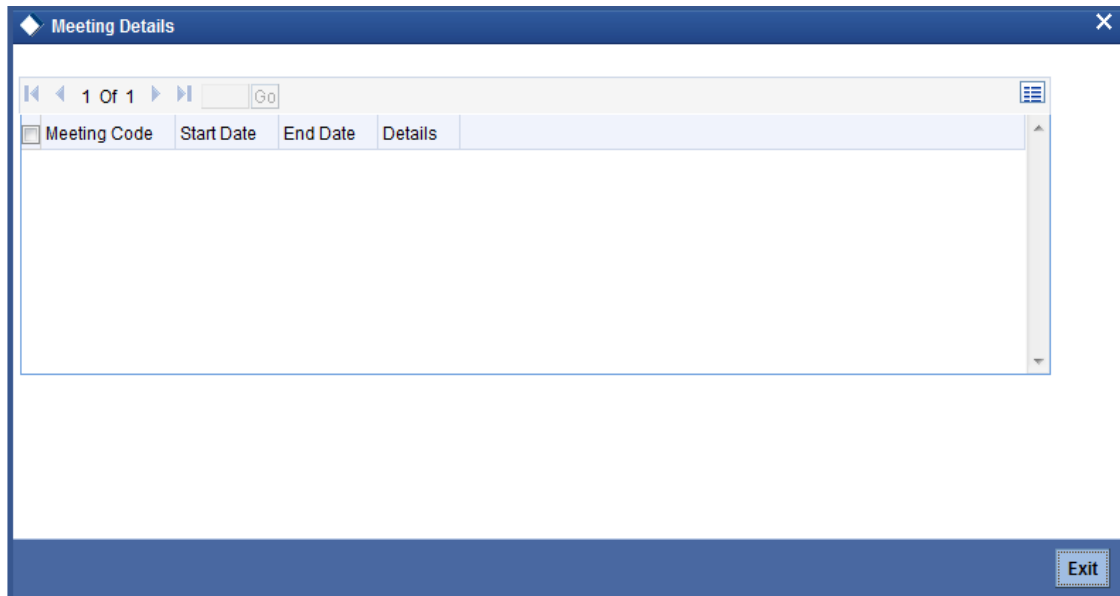 Meeting Details
1 Of 1 Go
Meeting Code Start Date End Date Details
Exit